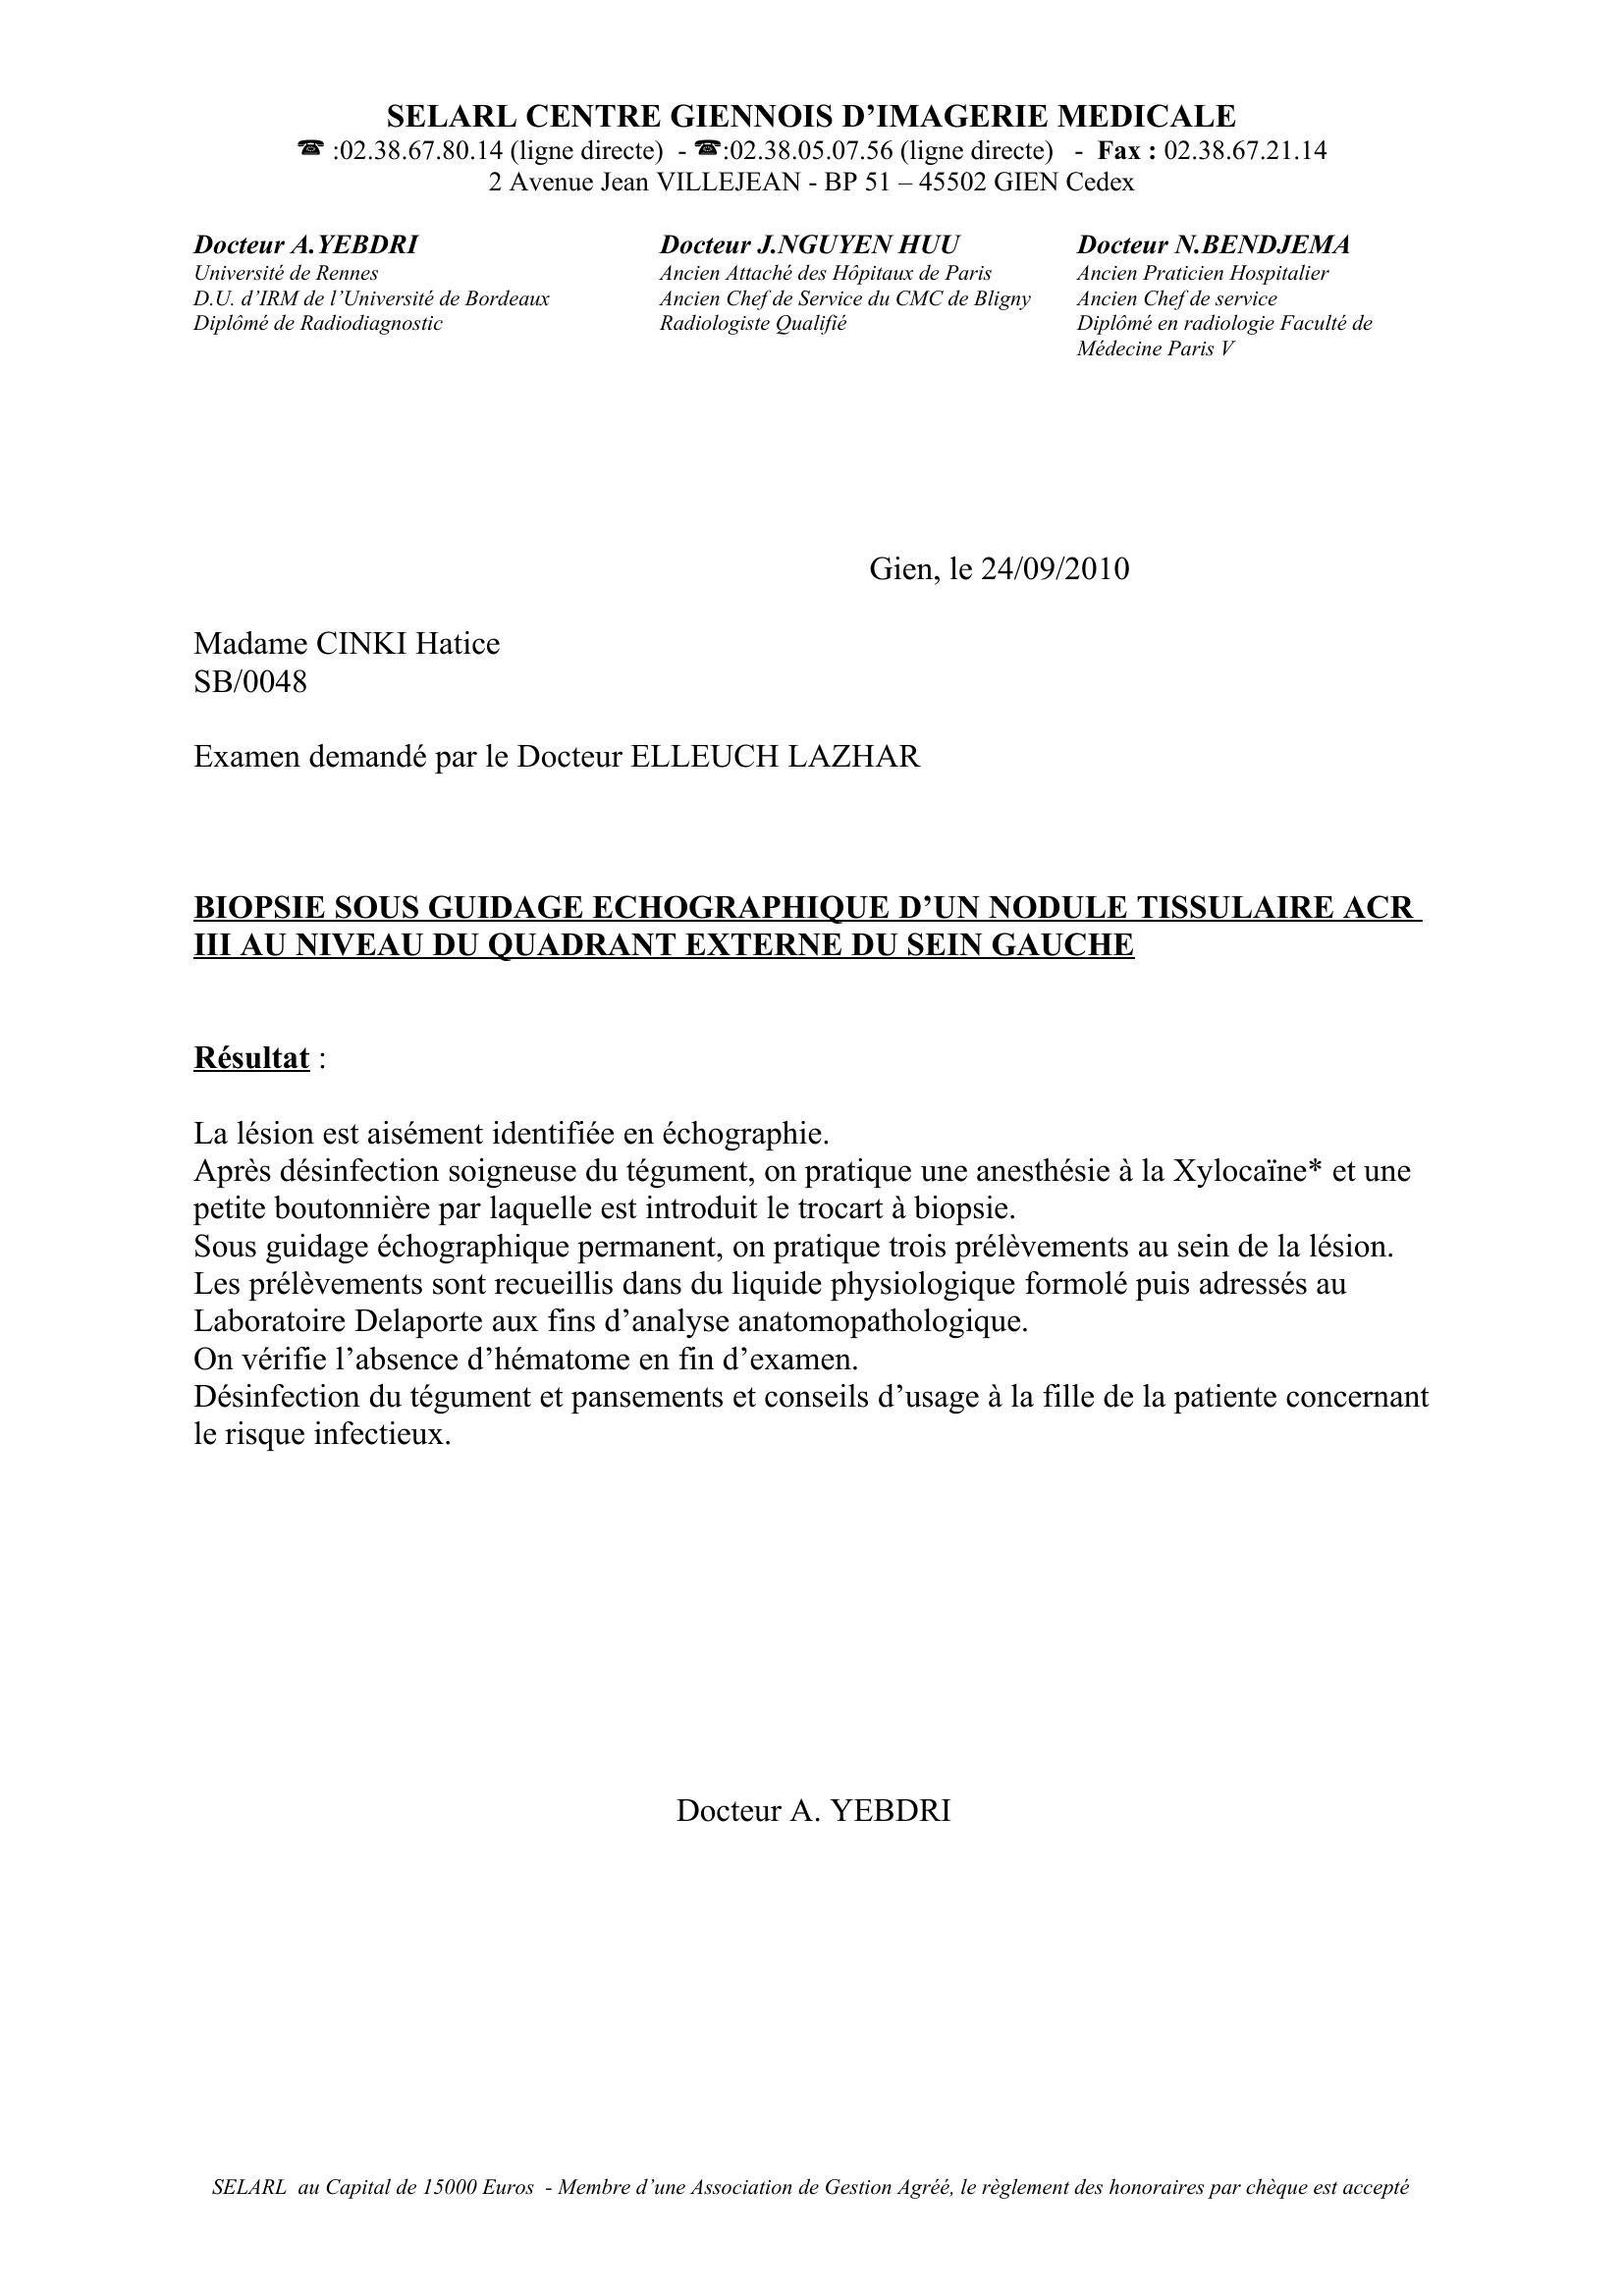 SELARL CENTRE GIENNOIS D’IMAGERIE MEDICALE
☎ :02.38.67.80.14 (ligne directe) - ☎:02.38.05.07.56 (ligne directe) - Fax : 02.38.67.21.14
2 Avenue Jean VILLEJEAN - BP 51 – 45502 GIEN Cedex
Docteur A.YEBDRI
Université de Rennes
D.U. d’IRM de l’Université de Bordeaux
Diplômé de Radiodiagnostic
Docteur J.NGUYEN HUU
Ancien Attaché des Hôpitaux de Paris
Ancien Chef de Service du CMC de Bligny
Radiologiste Qualifié
Docteur N.BENDJEMA
Ancien Praticien Hospitalier
Ancien Chef de service
Diplômé en radiologie Faculté de
Médecine Paris V
Gien, le 24/09/2010
Madame CINKI Hatice
SB/0048
Examen demandé par le Docteur ELLEUCH LAZHAR
BIOPSIE SOUS GUIDAGE ECHOGRAPHIQUE D’UN NODULE TISSULAIRE ACR
III AU NIVEAU DU QUADRANT EXTERNE DU SEIN GAUCHE
Résultat :
La lésion est aisément identifiée en échographie.
Après désinfection soigneuse du tégument, on pratique une anesthésie à la Xylocaïne* et une
petite boutonnière par laquelle est introduit le trocart à biopsie.
Sous guidage échographique permanent, on pratique trois prélèvements au sein de la lésion.
Les prélèvements sont recueillis dans du liquide physiologique formolé puis adressés au
Laboratoire Delaporte aux fins d’analyse anatomopathologique.
On vérifie l’absence d’hématome en fin d’examen.
Désinfection du tégument et pansements et conseils d’usage à la fille de la patiente concernant
le risque infectieux.
Docteur A. YEBDRI
SELARL au Capital de 15000 Euros - Membre d’une Association de Gestion Agréé, le règlement des honoraires par chèque est accepté